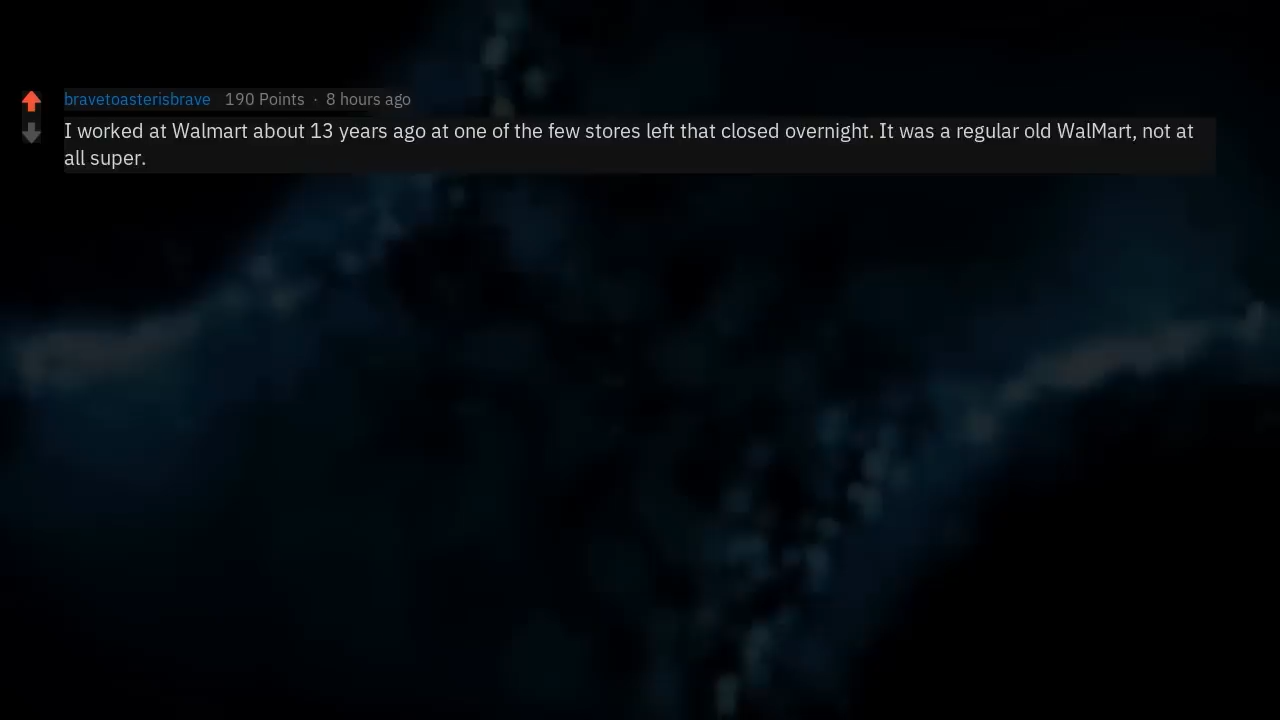 bravetoasterisbrave 190 Points · 8 hours ago
I worked at Walmart about 13 years ago at one of the few stores left that closed overnight. It was a regular old WalMart, not at
all super.